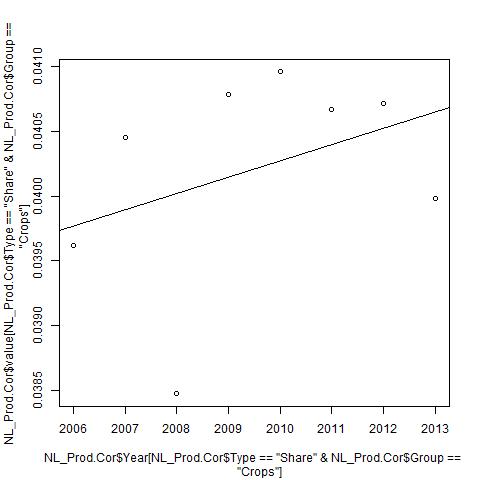 NL_Prod.Cor$value[NL_Prod.Cor$Type == "Share" & NL_Prod.Cor$Group ==
"Crops"]
0.0410
0.0405
0.0400
0.0395
0.0390
0.0385
2006 2007 2008 2009 2010 2011 2012 2013
NL_Prod.Cor$Year[NL_Prod.Cor$Type == "Share" & NL_Prod.Cor$Group ==
"Crops"]